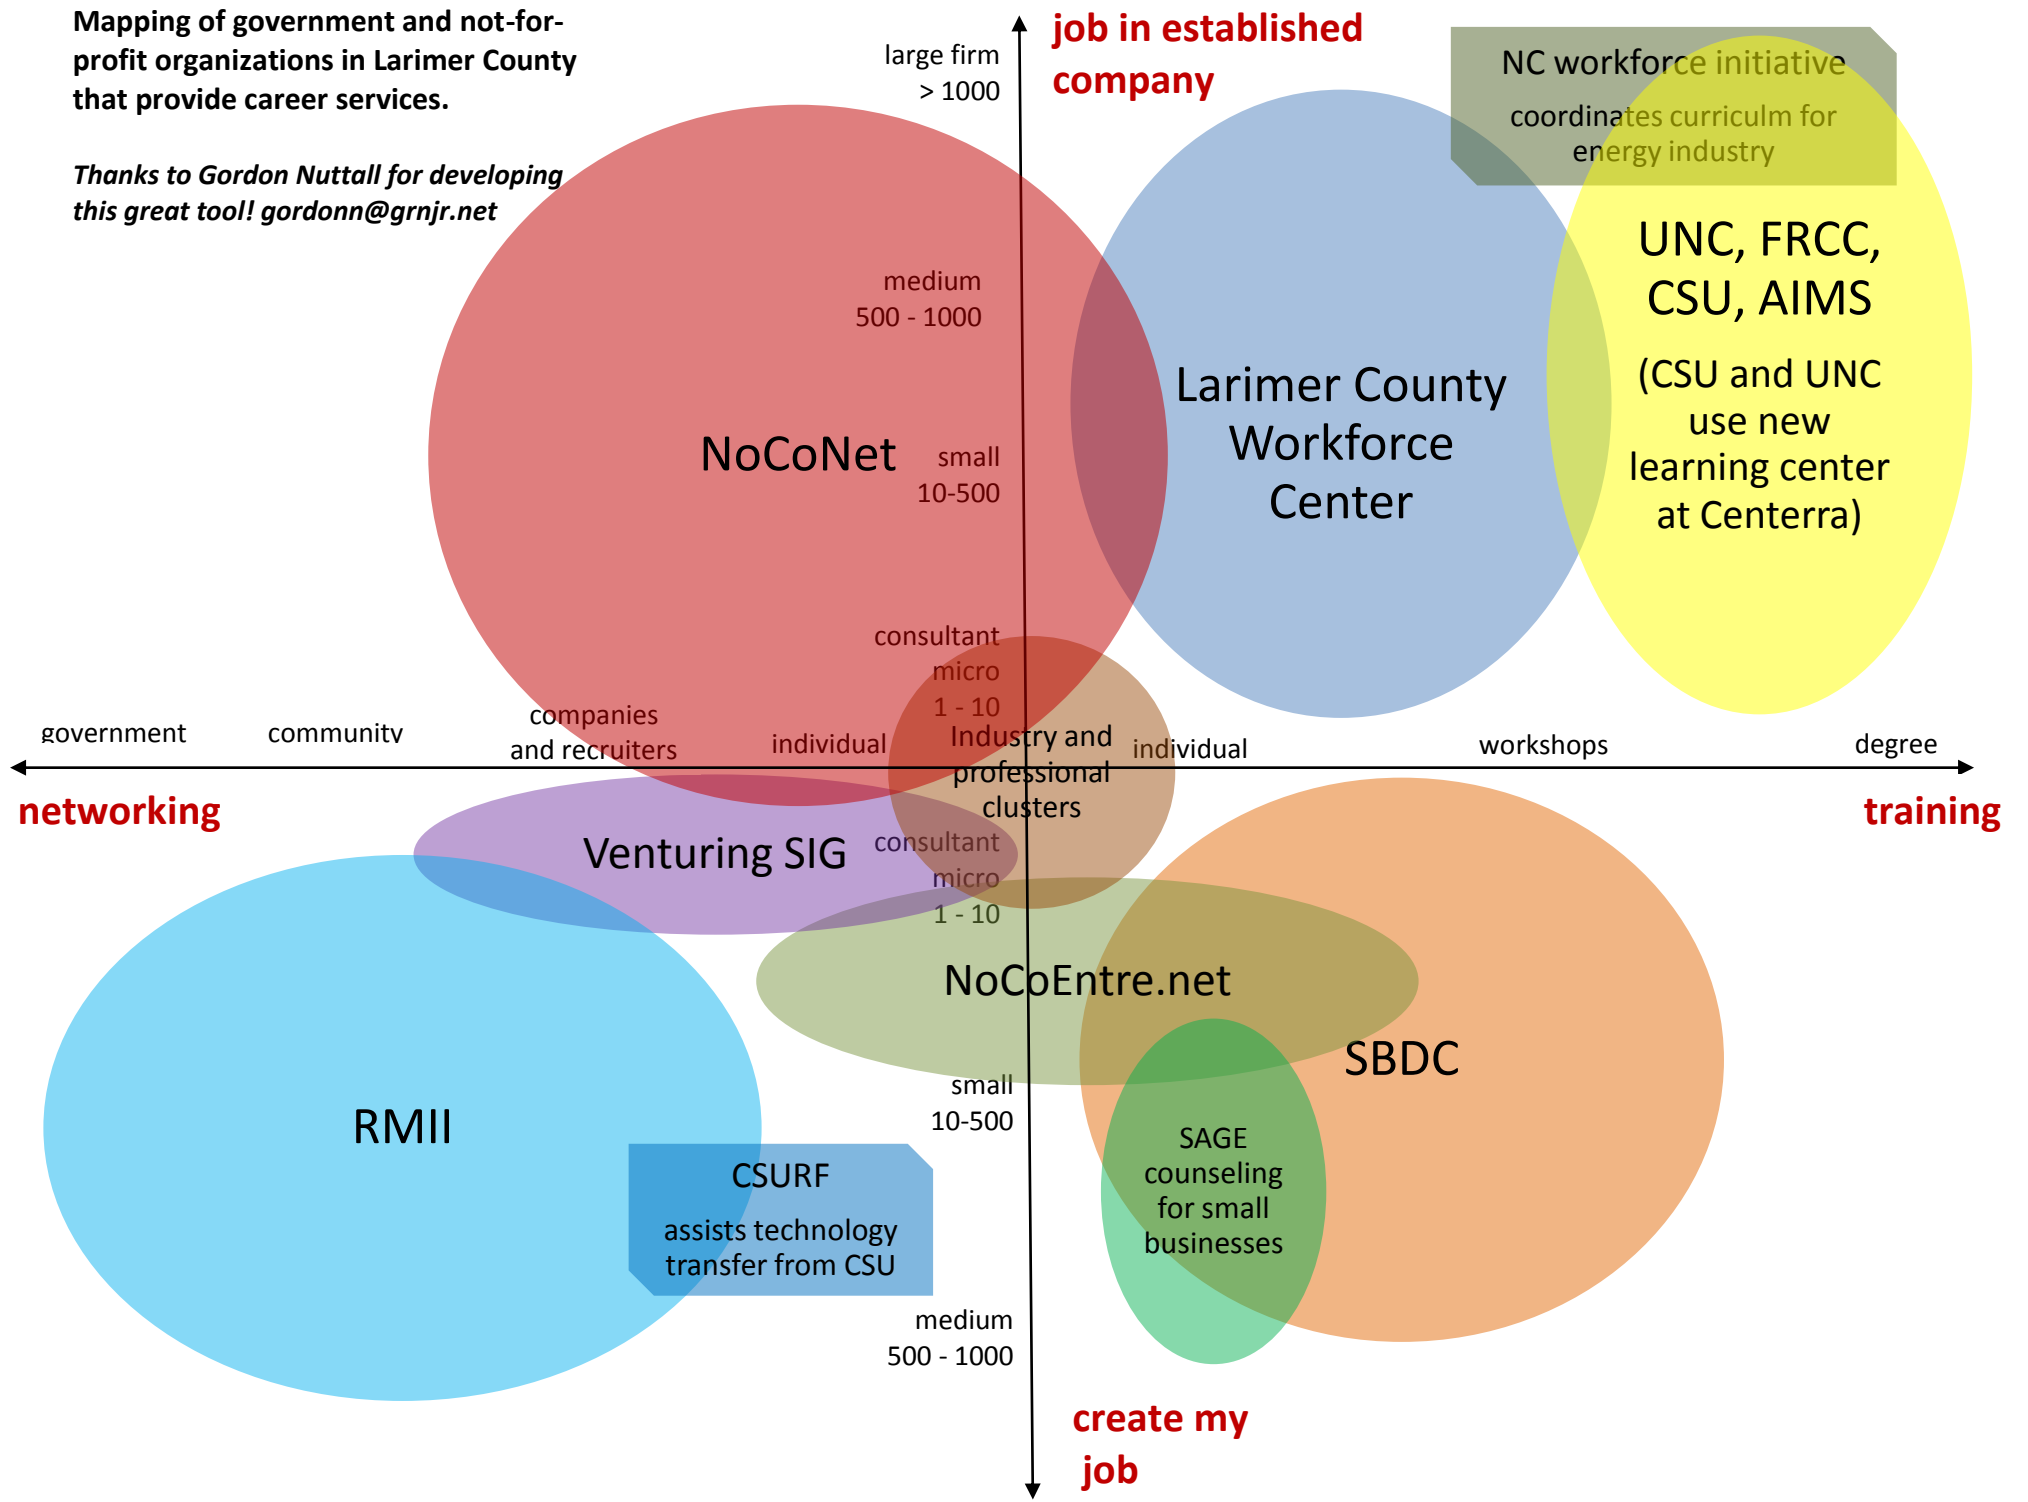 Mapping of government and not-for-
profit organizations in Larimer County
that provide career services.
Thanks to Gordon Nuttall for developing
this great tool! gordonn@grnjr.net
large firm
> 1000
job in established
company
NC workforce initiative
coordinates curriculm for
energy industry
medium
500 - 1000
UNC, FRCC,
CSU, AIMS
(CSU and UNC
use new
learning center
at Centerra)
Larimer County
Workforce
Center
NoCoNet
small
10-500
consultant
micro
1 - 10
government
community
companies
and recruiters
individual
Industry and
professional
clusters
individual
workshops
degree
networking
training
Venturing SIG
consultant
micro
1 - 10
NoCoEntre.net
SBDC
small
10-500
RMII
SAGE
counseling
for small
businesses
CSURF
assists technology
transfer from CSU
medium
500 - 1000
create my
job